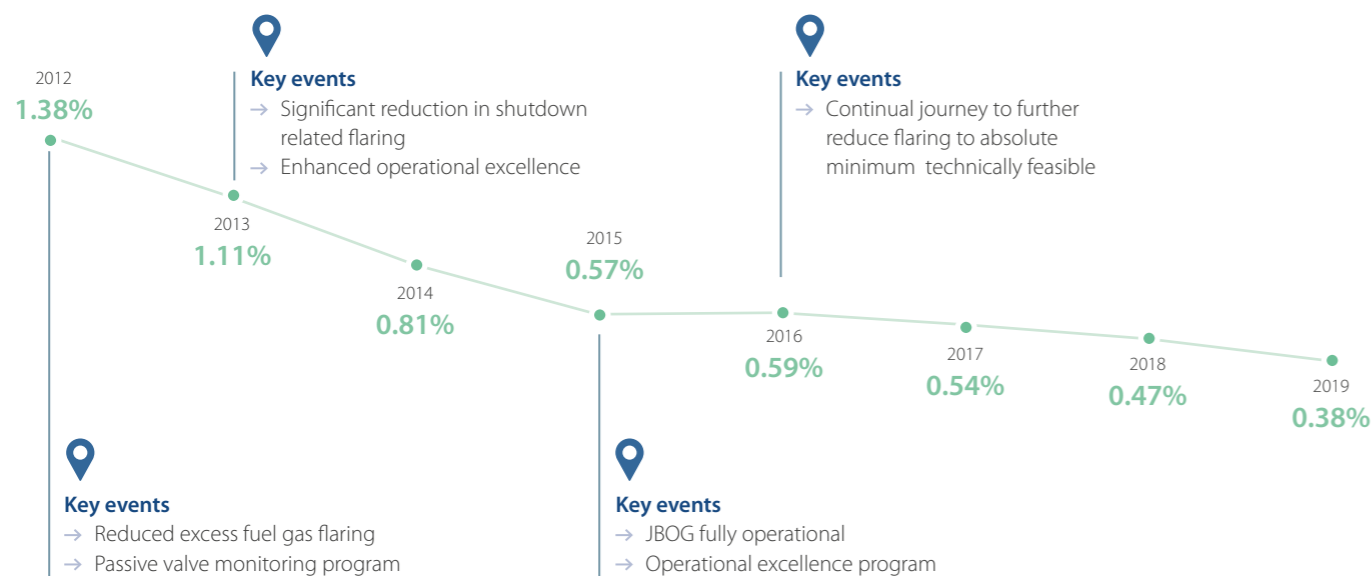 2012
1.38%
Key events
→ Significant reduction in shutdown
related flaring
→ Enhanced operational excellence
Key events
→ Continual journey to further
reduce flaring to absolute
minimum technically feasible
2013
1.11%
2014
0.81%
2015
0.57%
2016
0.59%
2017
0.54%
2018
0.47%
2019
0.38%
Key events
→ Reduced excess fuel gas flaring
→ Passive valve monitoring program
Key events
→ JBOG fully operational
→ Operational excellence program